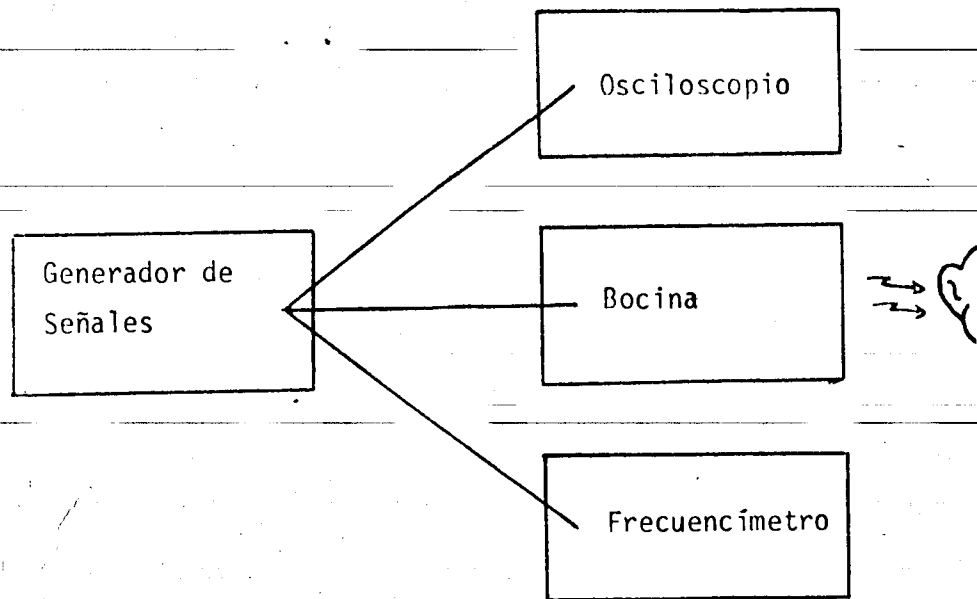 Osciloscopio
Generador de
Señales
Bocina
Frecuencímetro